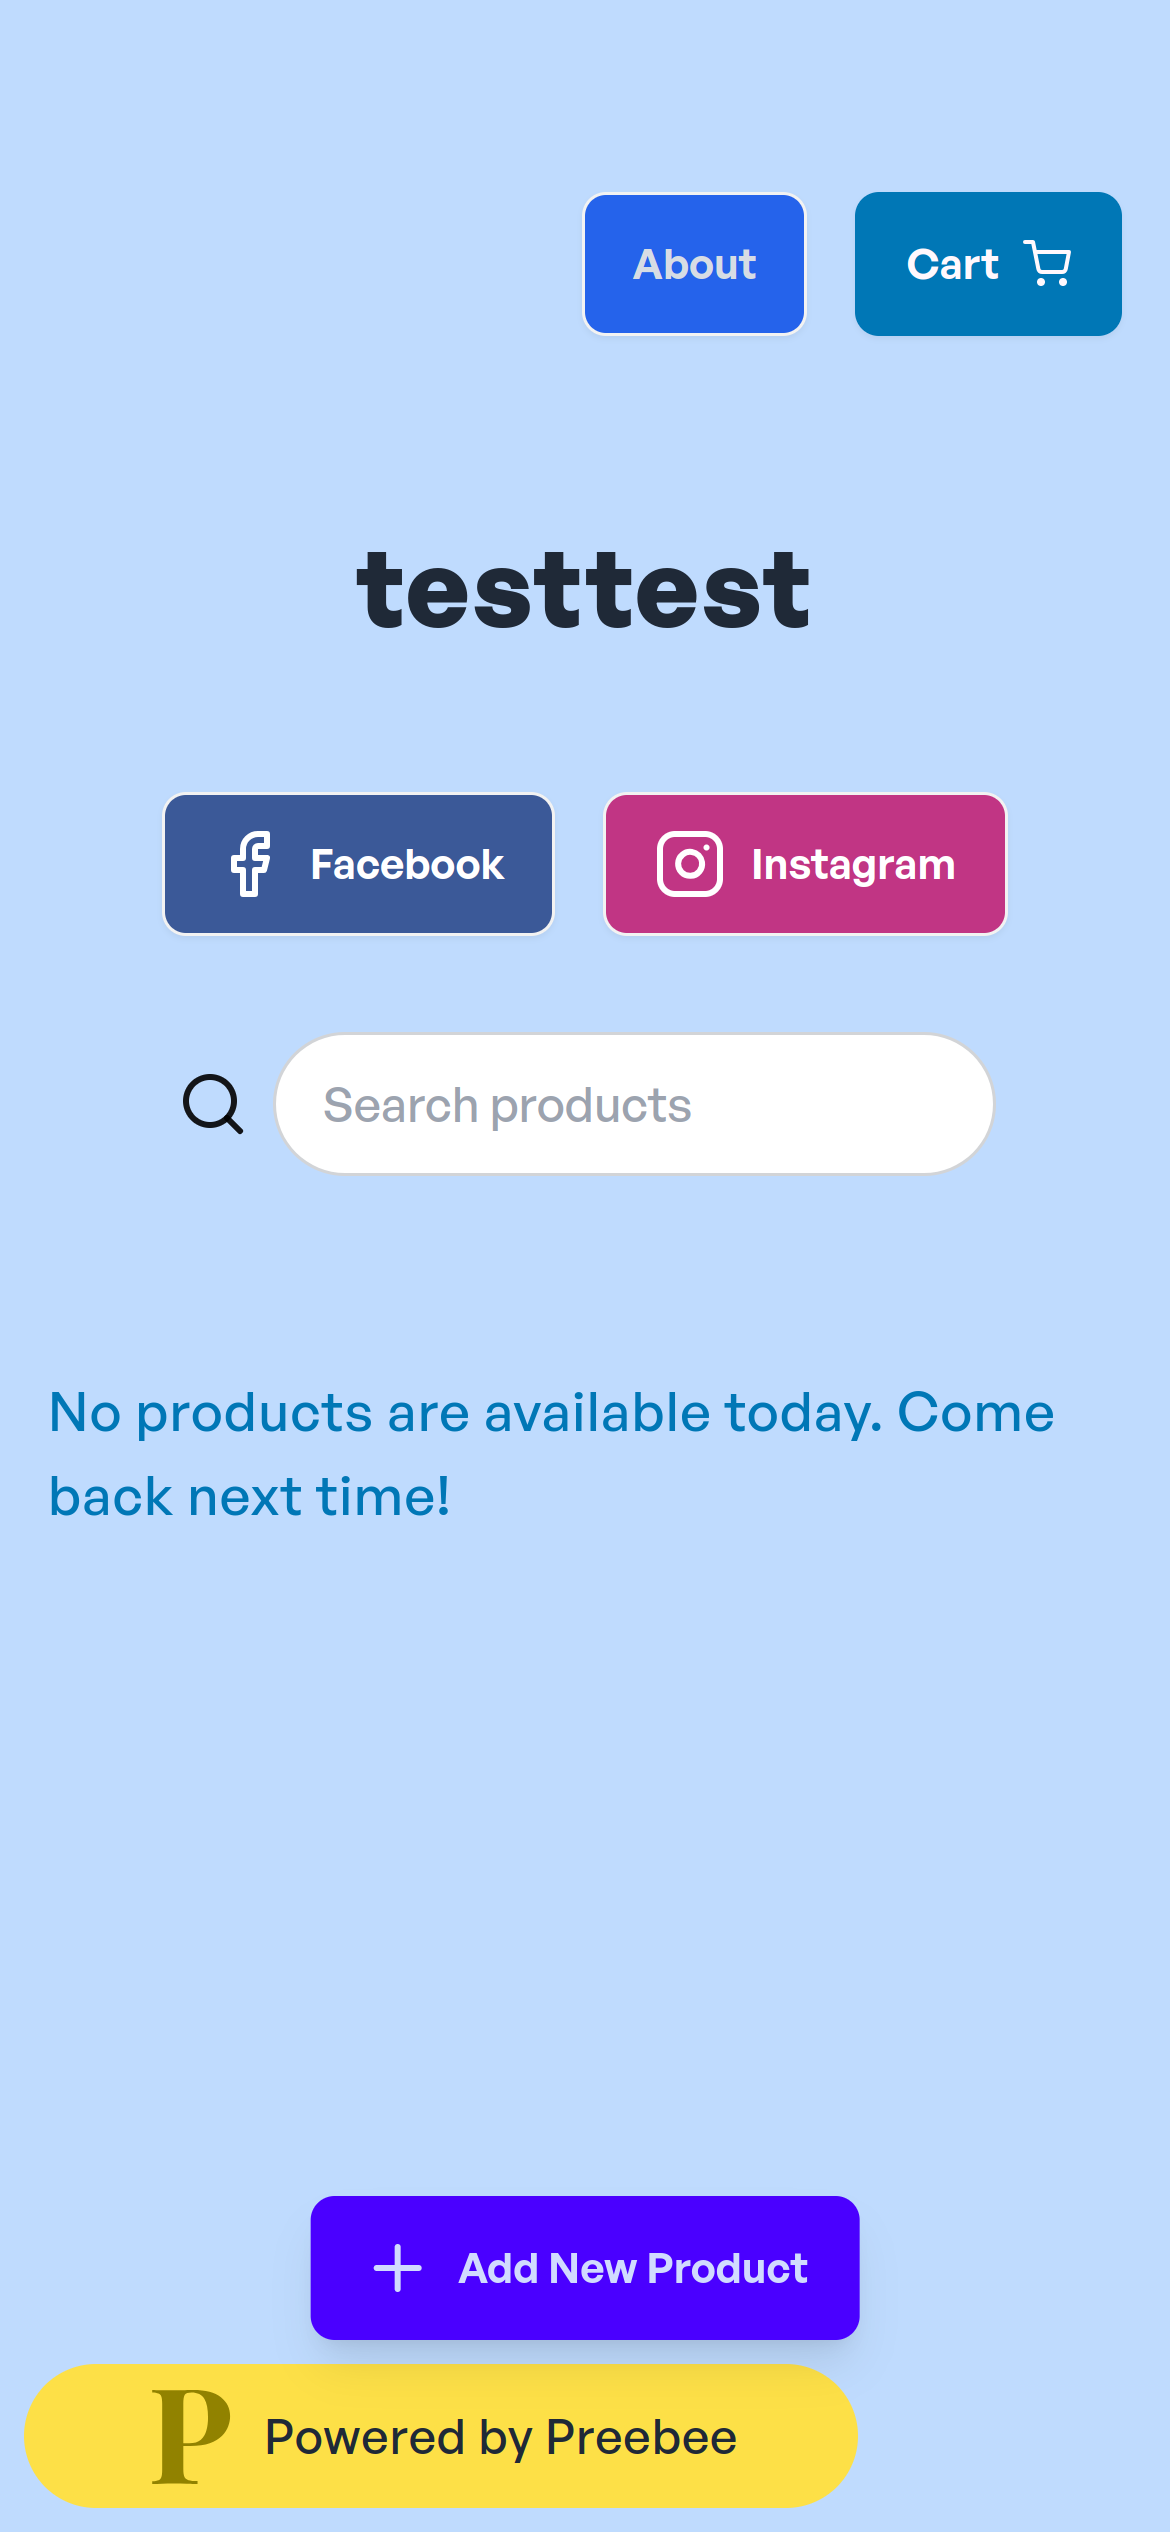 About
Cart
testtest
Facebook
Instagram
Search products
No products are available today. Come
back next time!
Add New Product
P Powered by Preebee